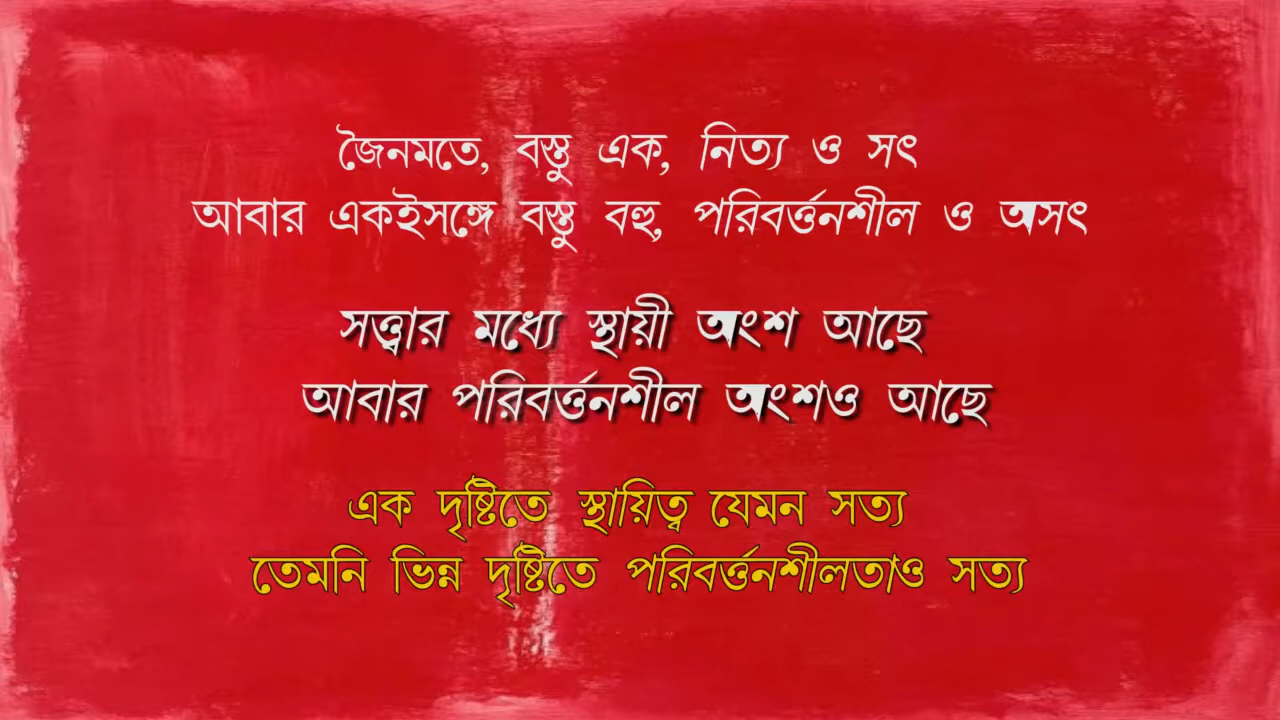 জৈনমতে, বস্তু এক, নিত্য ও সৎ
আবার একইসঙ্গে বস্তু বহু, পরিবর্ত্তনশীল ও অসৎ
সত্ত্বার মধ্যে স্থায়ী অংশ আছে
আবার পরিবর্ত্তনশীল অংশও আছে
এক দৃষ্টিতে স্থায়িত্ব যেমন সত্য
তেমনি ভিন্ন দৃষ্টিতে পরিবর্ত্তনশীলতাও সত্য